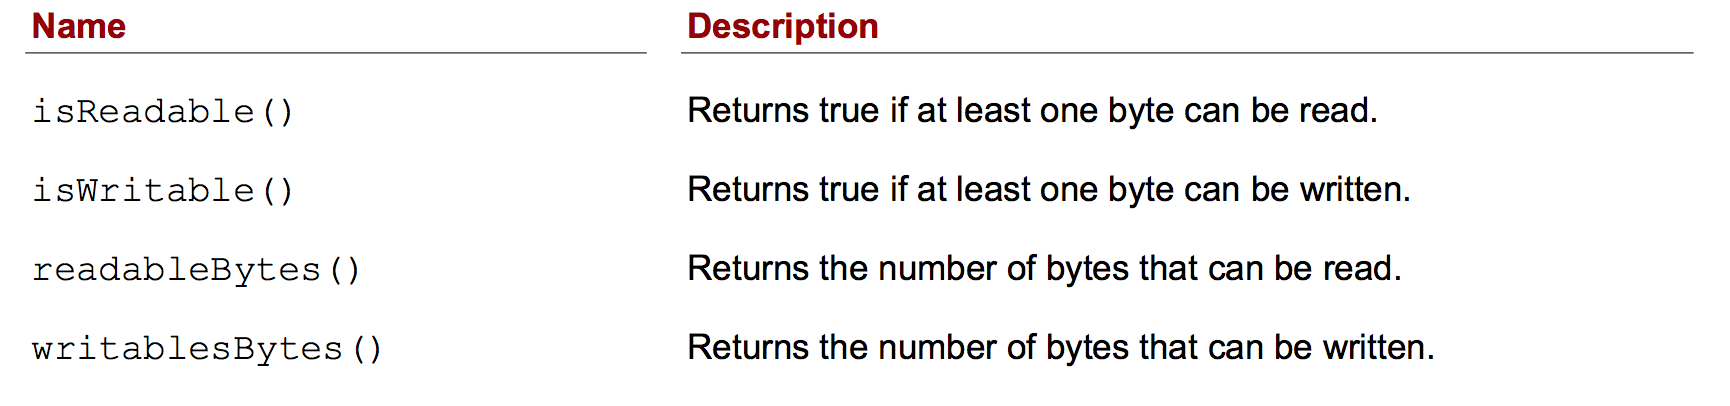 Name Description
isReadable() Returns true if at least one byte can be read.
isWritable() Returns true if at least one byte can be written.
readableBytes() Returns the number of bytes that can be read.
writablesBytes() Returns the number of bytes that can be written.